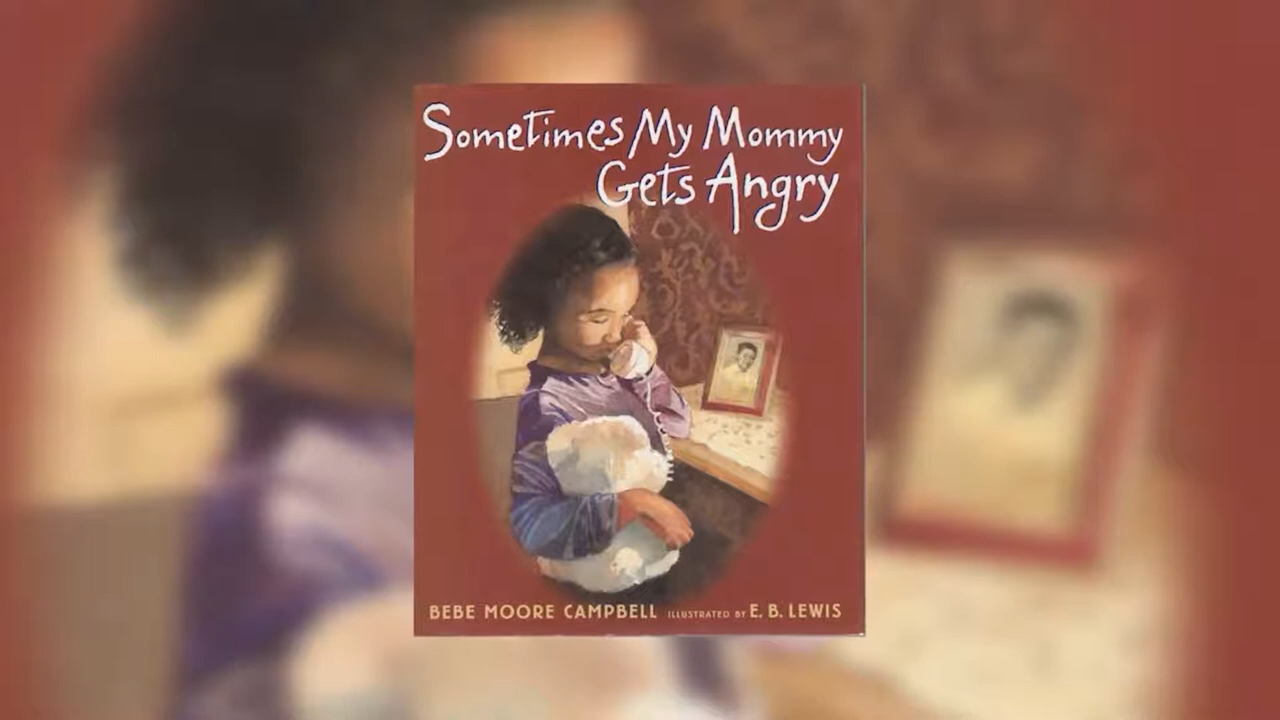 Sometimes My Mommy
Gets Angry
BEBE MOORE CAMPBELL ILLUSTRATED BY E. B. LEWIS